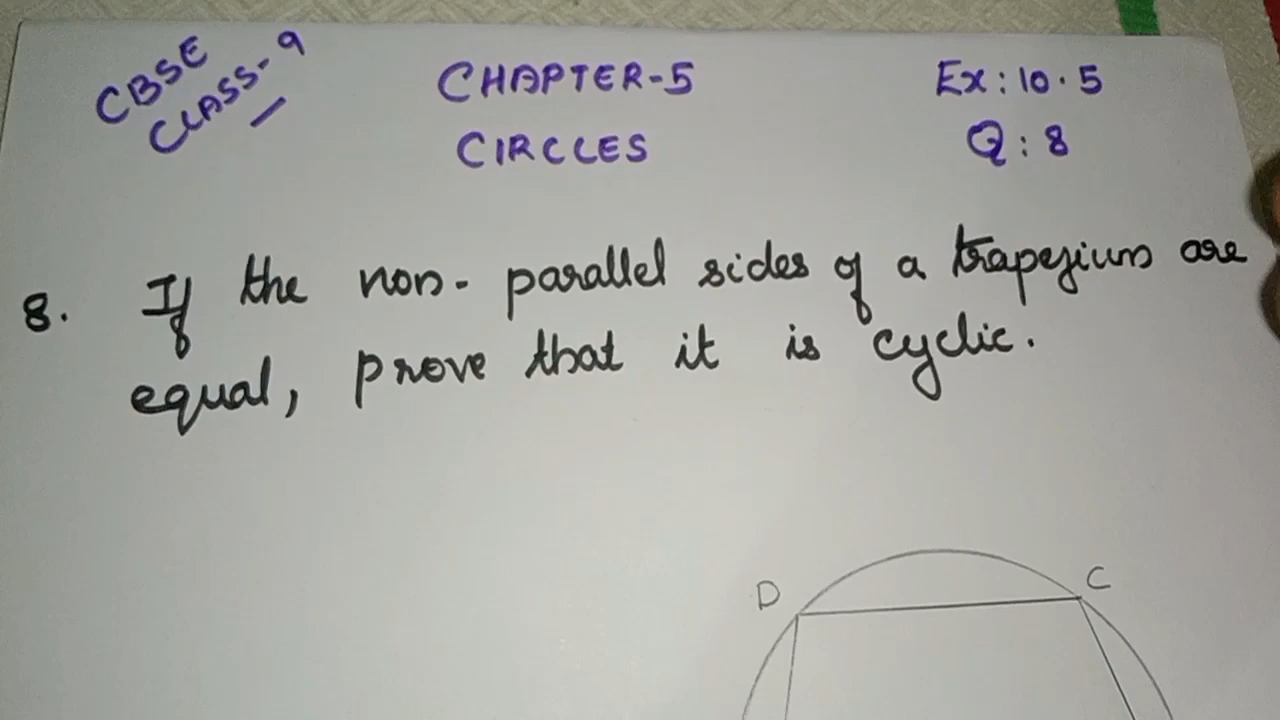 CBSE
CLASS-9
CHAPTER-5
CIRCLES
Ex: 10.5
Q: 8
8. If the non-parallel sides of a trapezium are
equal, prove that it is cyclic.
D
C